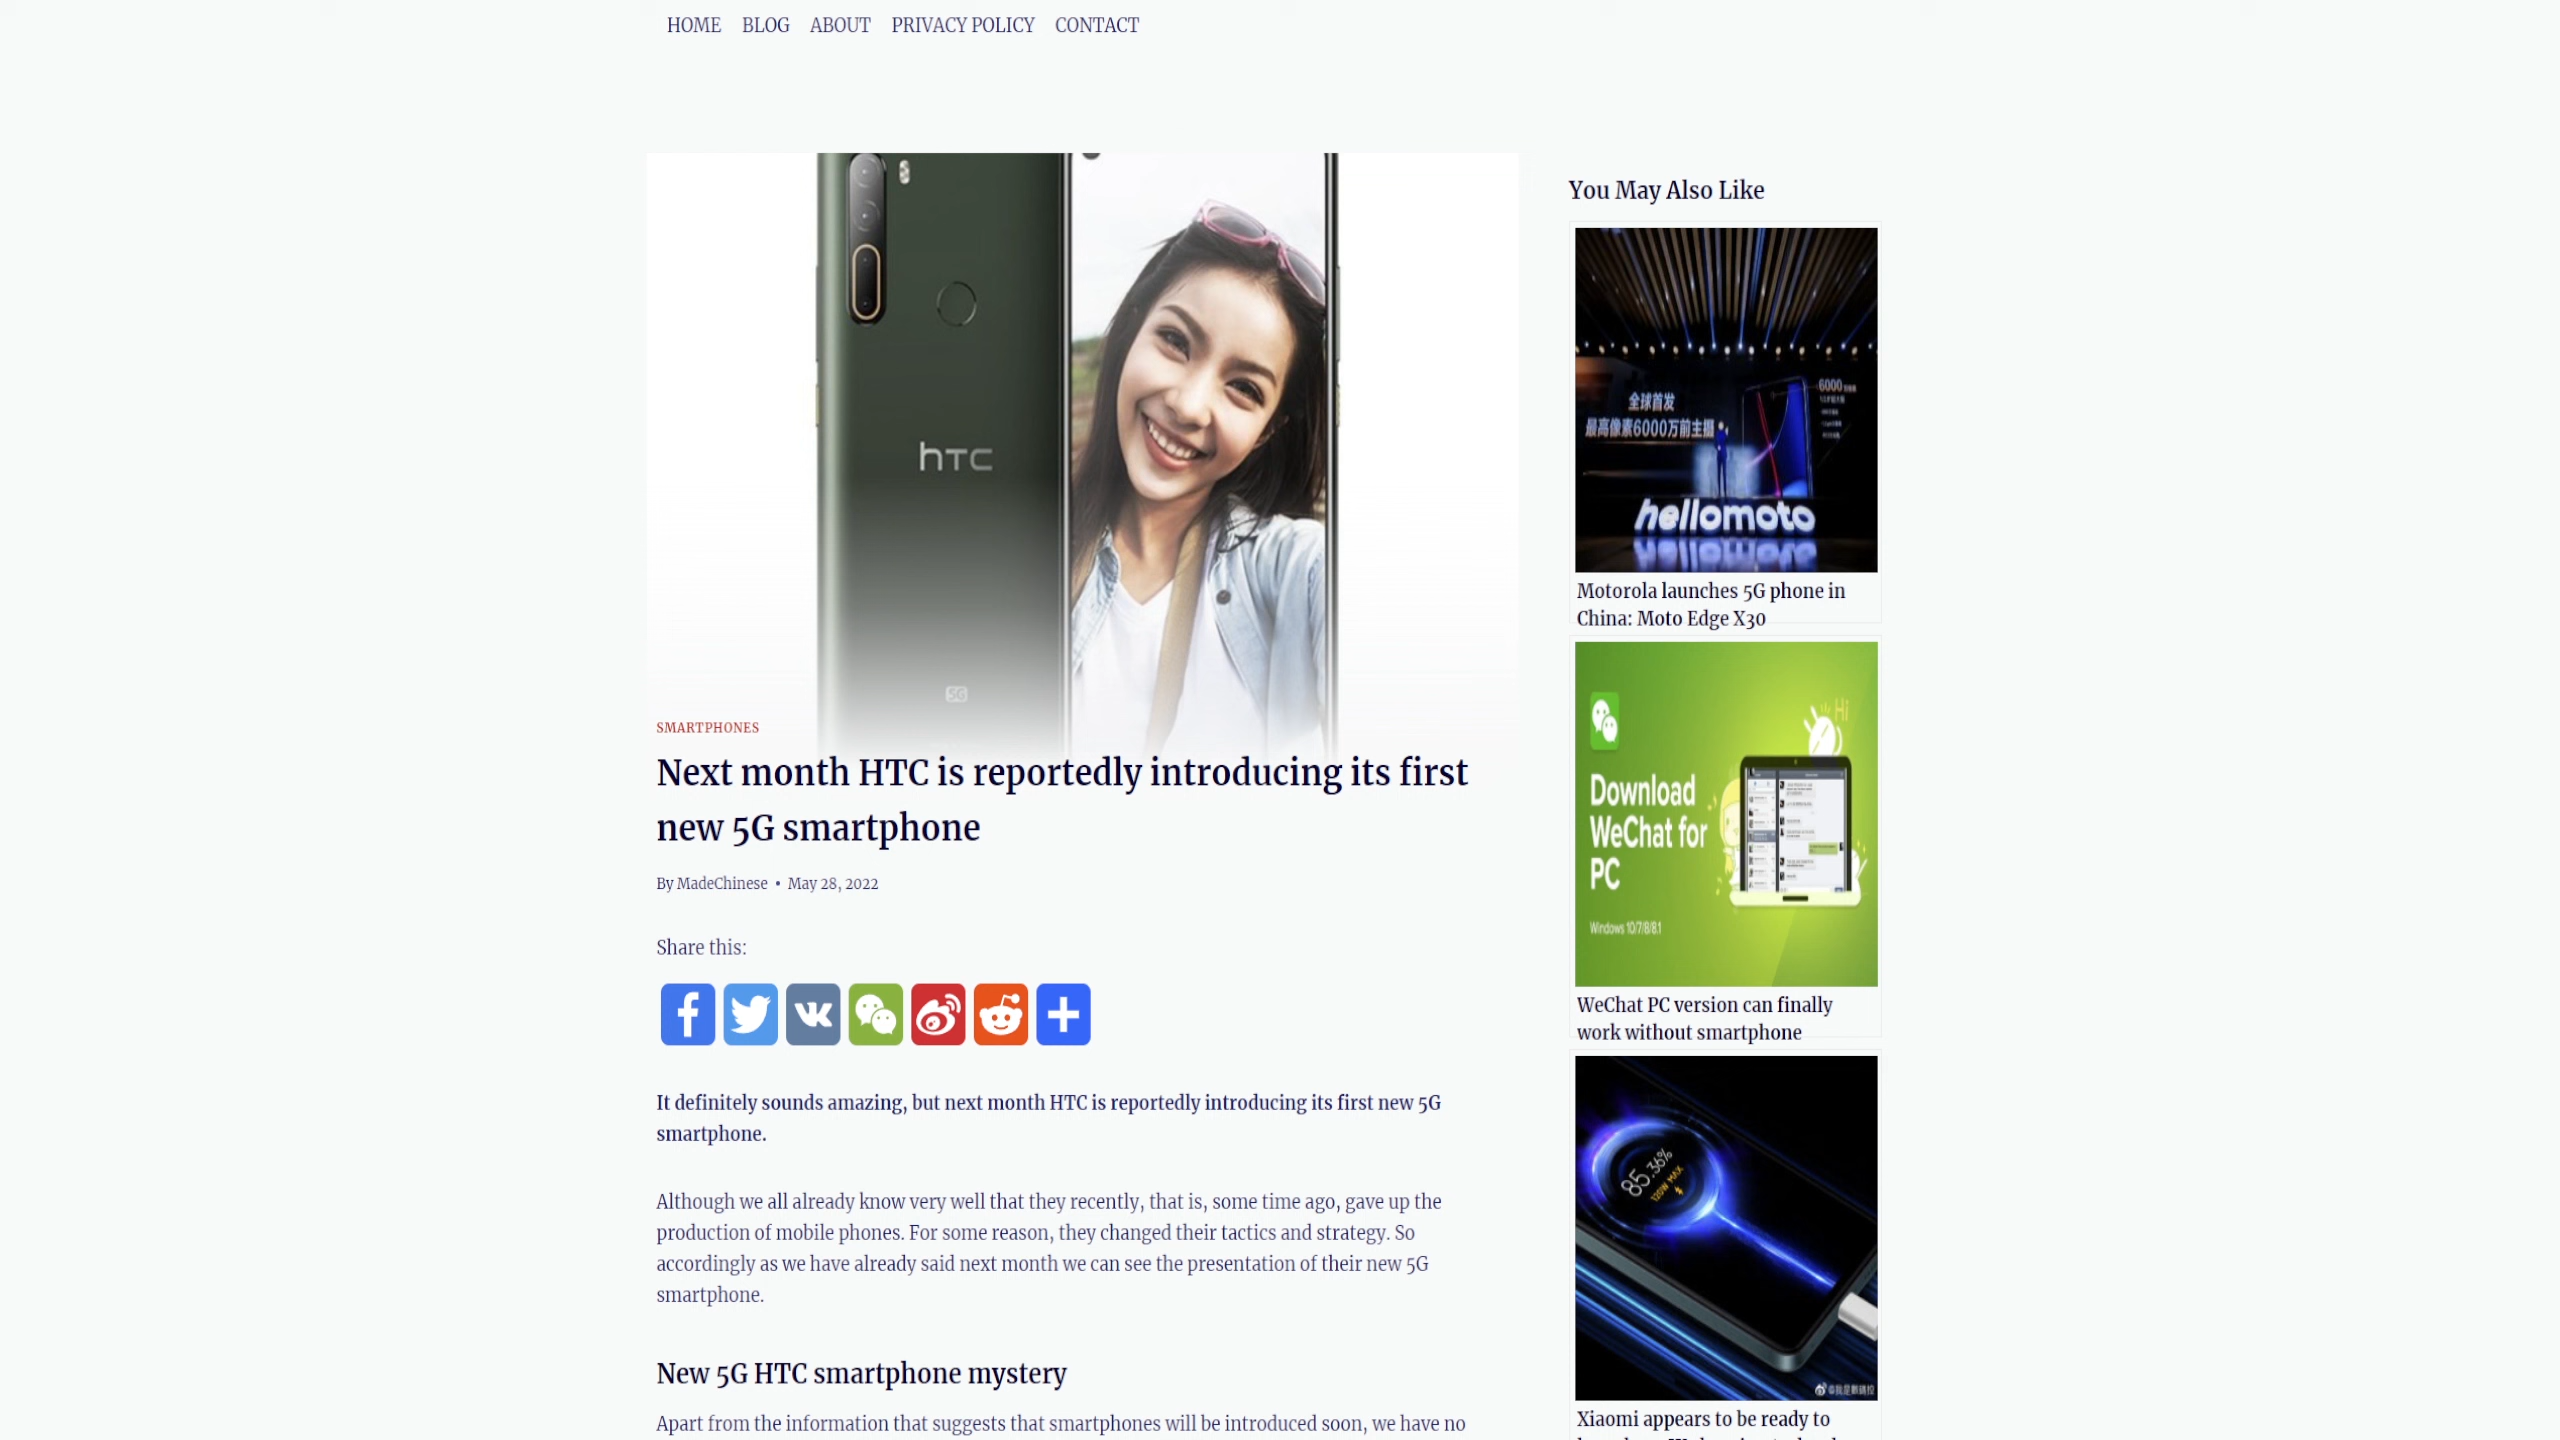 HOME BLOG ABOUT PRIVACY POLICY CONTACT
hTC
5G
SMARTPHONES
Next month HTC is reportedly introducing its first
new 5G smartphone
By MadeChinese • May 28, 2022
Share this:
It definitely sounds amazing, but next month HTC is reportedly introducing its first new 5G
smartphone.
Although we all already know very well that they recently, that is, some time ago, gave up the
production of mobile phones. For some reason, they changed their tactics and strategy. So
accordingly as we have already said next month we can see the presentation of their new 5G
smartphone.
New 5G HTC smartphone mystery
Apart from the information that suggests that smartphones will be introduced soon, we have no
You May Also Like
全球首发
最高像素6000万前主摄
6000
hellomoto
Motorola launches 5G phone in
China: Moto Edge X30
Hi
Download
WeChat for
PC
Windows 10/7/8/8.1
WeChat PC version can finally
work without smartphone
85.36%
120W MAX
Xiaomi appears to be ready to